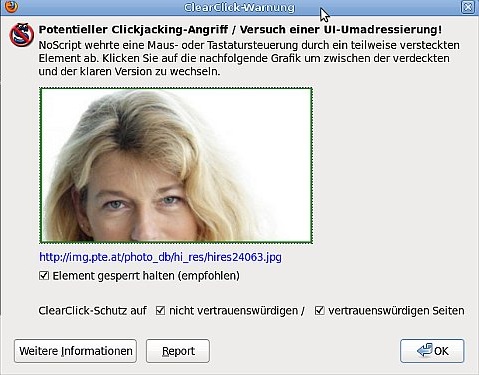 ClearClick-Warnung
Potentieller Clickjacking-Angriff / Versuch einer UI-Umadressierung!
NoScript wehrte eine Maus- oder Tastatursteuerung durch ein teilweise versteckten
Element ab. Klicken Sie auf die nachfolgende Grafik um zwischen der verdeckten
und der klaren Version zu wechseln.
http://img.pte.at/photo_db/hi_res/hires24063.jpg
Element gesperrt halten (empfohlen)
ClearClick-Schutz auf nicht vertrauenswürdigen / vertrauenswürdigen Seiten
Weitere Informationen Report OK